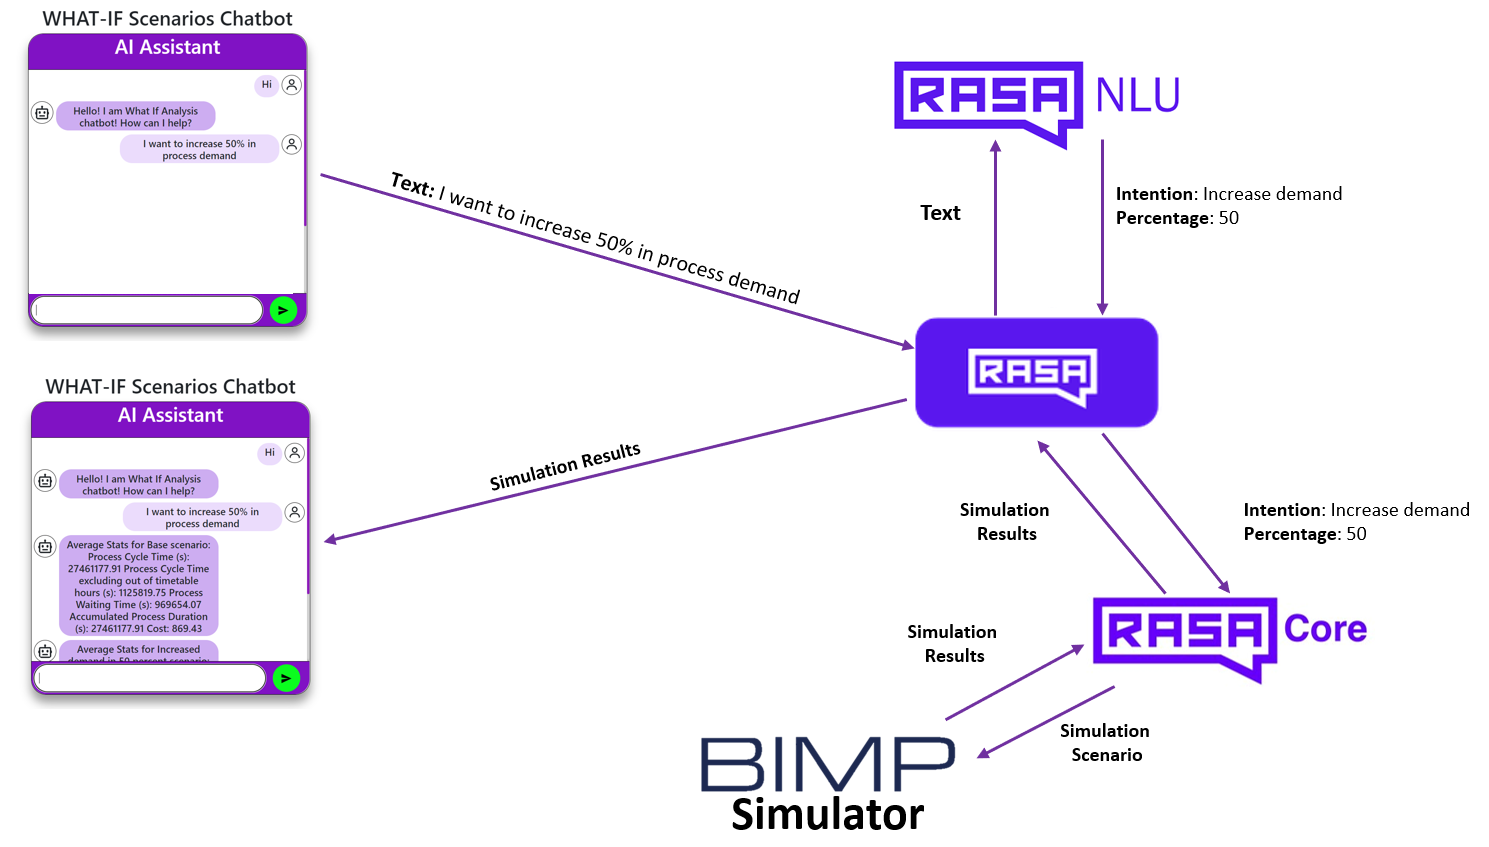 WHAT-IF Scenarios Chatbot
AI Assistant
Hi
Hello! I am What If Analysis
chatbot! How can I help?
I want to increase 50% in
process demand
Text: I want to increase 50% in process demand
RASA NLU
Text
Intention: Increase demand
Percentage: 50
RASA
WHAT-IF Scenarios Chatbot
AI Assistant
Hi
Hello! I am What If Analysis
chatbot! How can I help?
I want to increase 50% in
process demand
Average Stats for Base scenario:
Process Cycle Time (s):
27461177.91 Process Cycle Time
excluding out of timetable
hours (s): 1125819.75 Process
Waiting Time (s): 969654.07
Accumulated Process Duration
(s): 27461177.91 Cost: 869.43
Average Stats for Increased
demand in 50 percent scenario:
Simulation Results
Simulation
Results
Intention: Increase demand
Percentage: 50
RASA Core
Simulation
Results
Simulation
Scenario
BIMP
Simulator